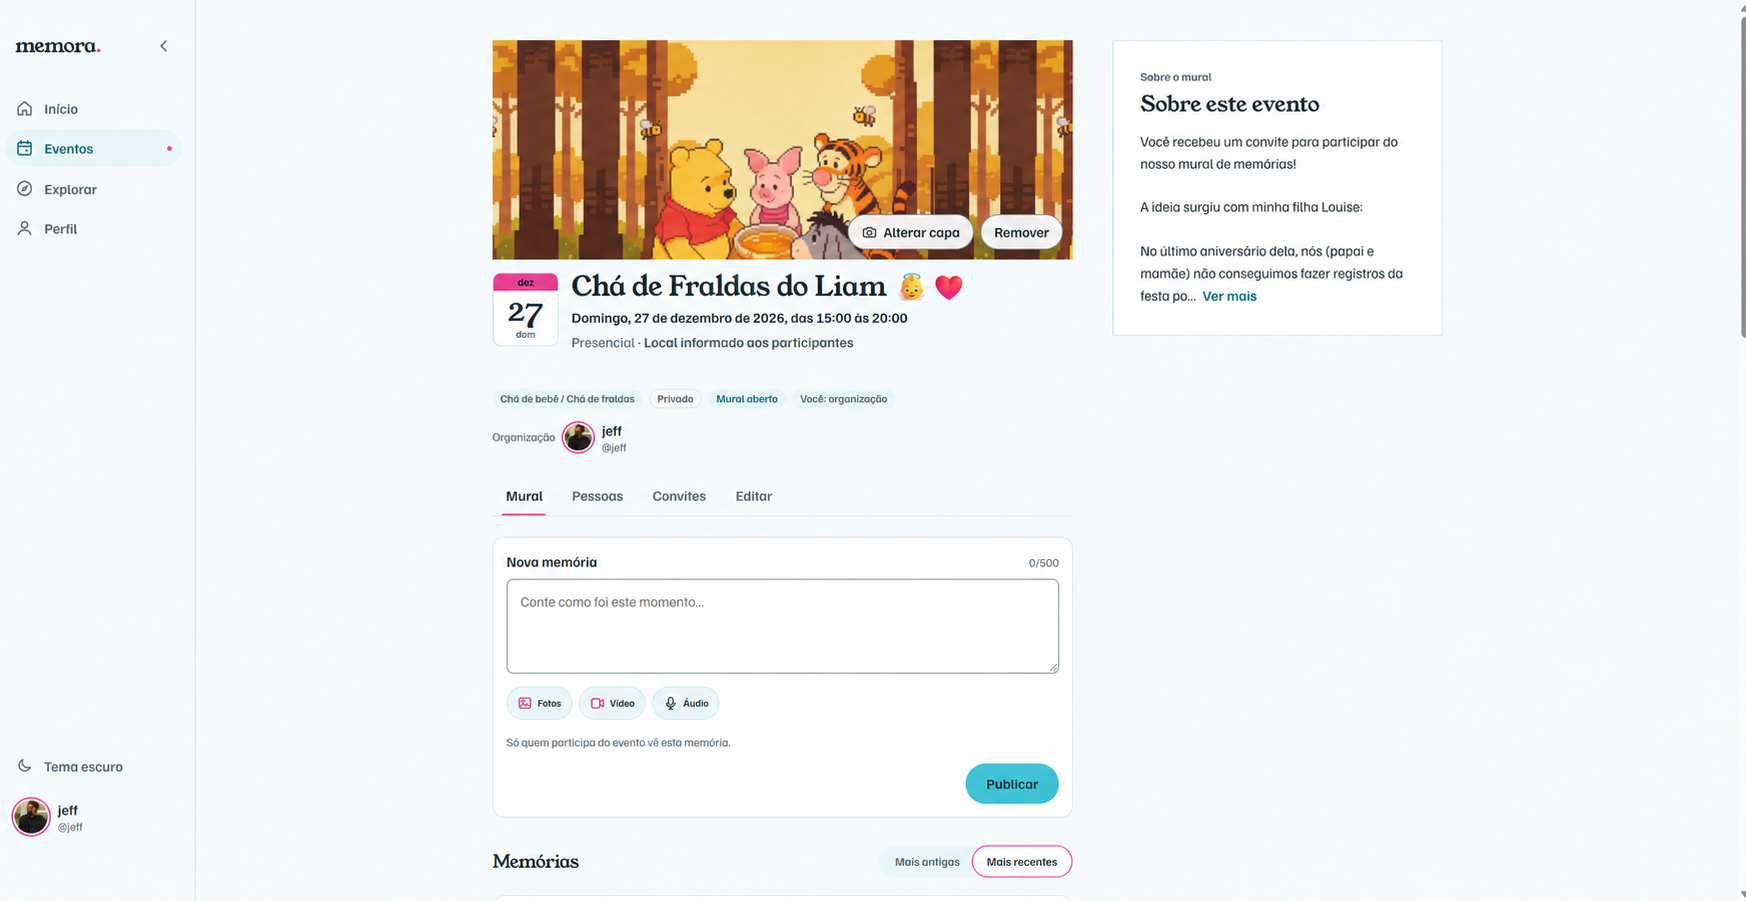 memora.
Início
Eventos
Explorar
Perfil
Tema escuro
jeff
@jeff
Alterar capa
Remover
dez
27
dom
Chá de Fraldas do Liam 👼 ❤️
Domingo, 27 de dezembro de 2026, das 15:00 às 20:00
Presencial · Local informado aos participantes
Chá de bebê / Chá de fraldas
Privado
Mural aberto
Você: organização
Organização
jeff
@jeff
Mural
Pessoas
Convites
Editar
Nova memória
0/500
Conte como foi este momento...
Fotos
Vídeo
Áudio
Só quem participa do evento vê esta memória.
Publicar
Memórias
Mais antigas
Mais recentes
Sobre o mural
Sobre este evento
Você recebeu um convite para participar do
nosso mural de memórias!
A ideia surgiu com minha filha Louise:
No último aniversário dela, nós (papai e
mamãe) não conseguimos fazer registros da
festa po... Ver mais